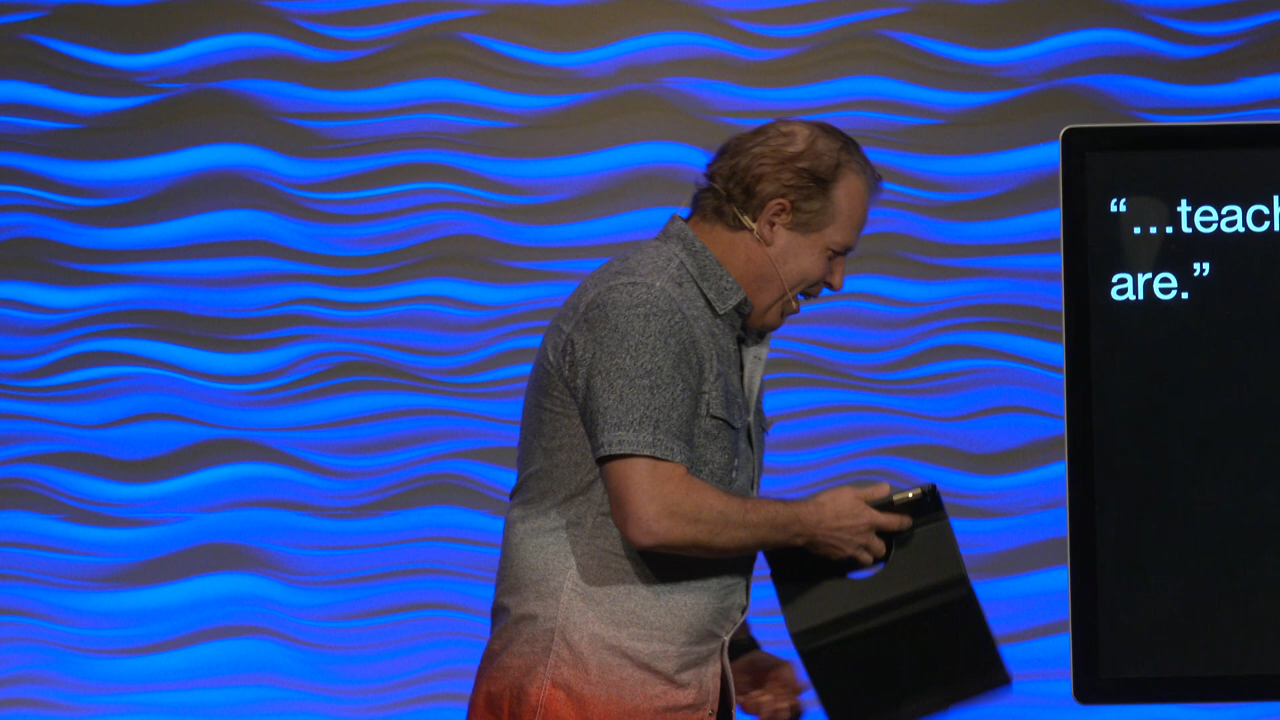 “…teach
are.”